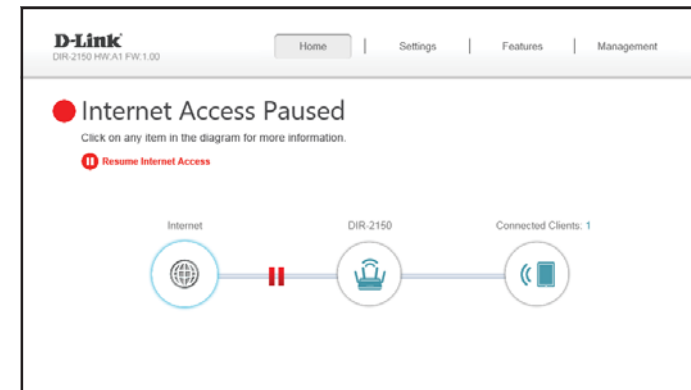 D-Link
DIR-2150 HW:A1 FW:1.00
Home | Settings | Features | Management
Internet Access Paused
Click on any item in the diagram for more information.
Resume Internet Access
Internet DIR-2150 Connected Clients: 1